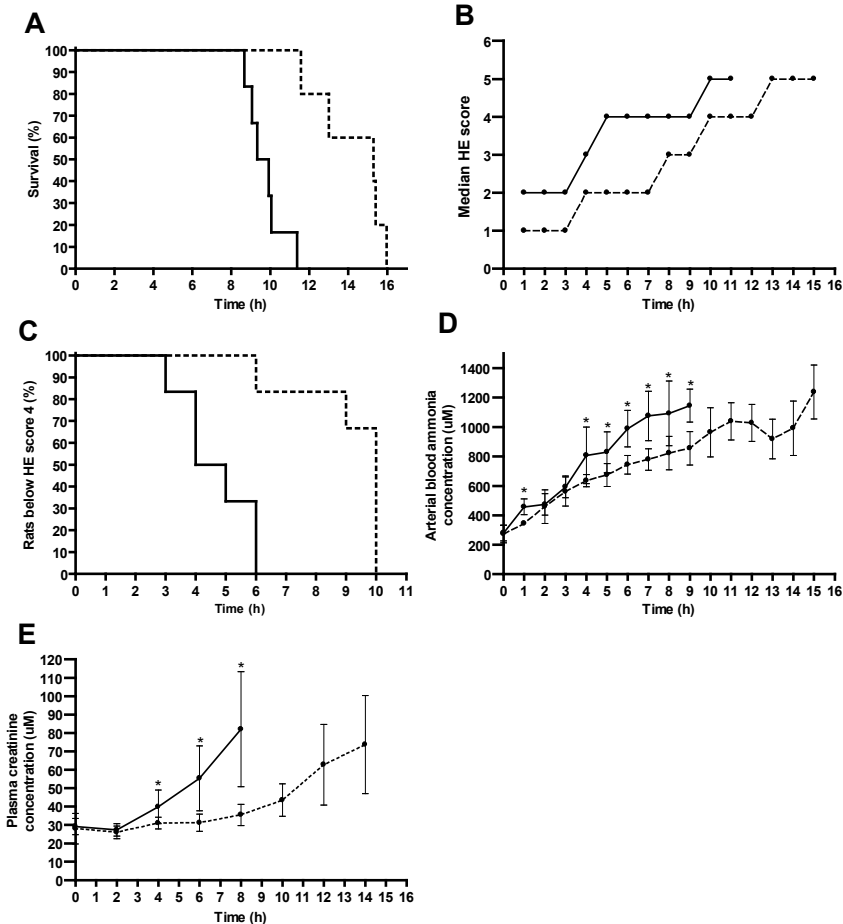 A
Survival (%)
100
90
80
70
60
50
40
30
20
10
0
0 2 4 6 8 10 12 14 16
Time (h)
B
Median HE score
6
5
4
3
2
1
0
0 1 2 3 4 5 6 7 8 9 10 11 12 13 14 15 16
Time (h)
C
Rats below HE score 4 (%)
100
90
80
70
60
50
40
30
20
10
0
0 1 2 3 4 5 6 7 8 9 10 11
Time (h)
D
Arterial blood ammonia
concentration (uM)
1400
1200
1000
800
600
400
200
0
* * * * * * *
0 1 2 3 4 5 6 7 8 9 10 11 12 13 14 15 16
Time (h)
E
Plasma creatinine
concentration (uM)
120
110
100
90
80
70
60
50
40
30
20
10
0
* * *
0 1 2 3 4 5 6 7 8 9 10 11 12 13 14 15 16
Time (h)